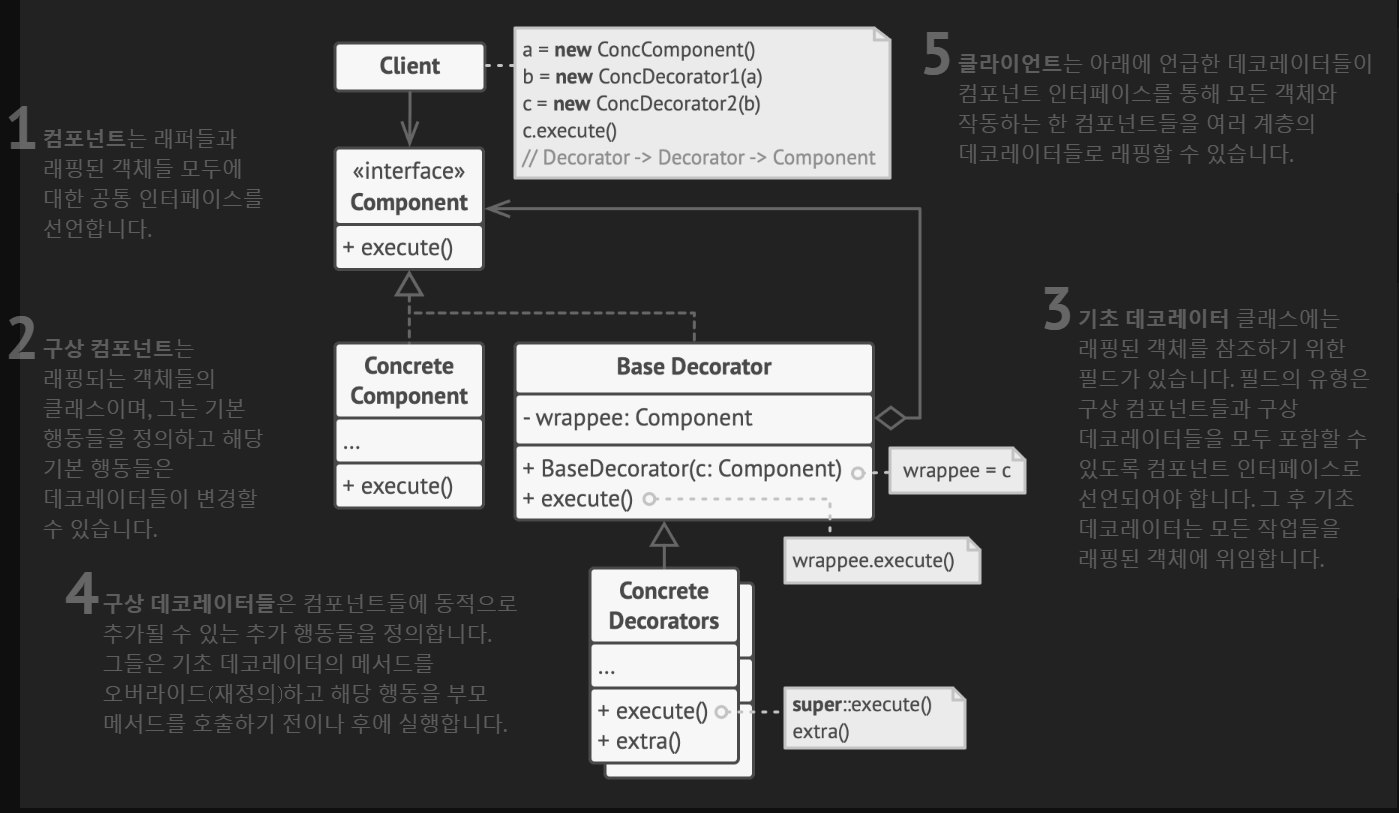 Client
a = new ConcComponent()
b = new ConcDecorator1(a)
c = new ConcDecorator2(b)
c.execute()
// Decorator -> Decorator -> Component
5
클라이언트는 아래에 언급한 데코레이터들이
컴포넌트 인터페이스를 통해 모든 객체와
작동하는 한 컴포넌트들을 여러 계층의
데코레이터들로 래핑할 수 있습니다.
1
컴포넌트는 래퍼들과
래핑된 객체들 모두에
대한 공통 인터페이스를
선언합니다.
«interface»
Component
+ execute()
2
구상 컴포넌트는
래핑되는 객체들의
클래스이며, 그는 기본
행동들을 정의하고 해당
기본 행동들은
데코레이터들이 변경할
수 있습니다.
Concrete
Component
...
+ execute()
Base Decorator
- wrappee: Component
+ BaseDecorator(c: Component)
+ execute()
wrappee = c
wrappee.execute()
3
기초 데코레이터 클래스에는
래핑된 객체를 참조하기 위한
필드가 있습니다. 필드의 유형은
구상 컴포넌트들과 구상
데코레이터들을 모두 포함할 수
있도록 컴포넌트 인터페이스로
선언되어야 합니다. 그 후 기초
데코레이터는 모든 작업들을
래핑된 객체에 위임합니다.
4
구상 데코레이터들은 컴포넌트들에 동적으로
추가될 수 있는 추가 행동들을 정의합니다.
그들은 기초 데코레이터의 메서드를
오버라이드(재정의)하고 해당 행동을 부모
메서드를 호출하기 전이나 후에 실행합니다.
Concrete
Decorators
...
+ execute()
+ extra()
super::execute()
extra()